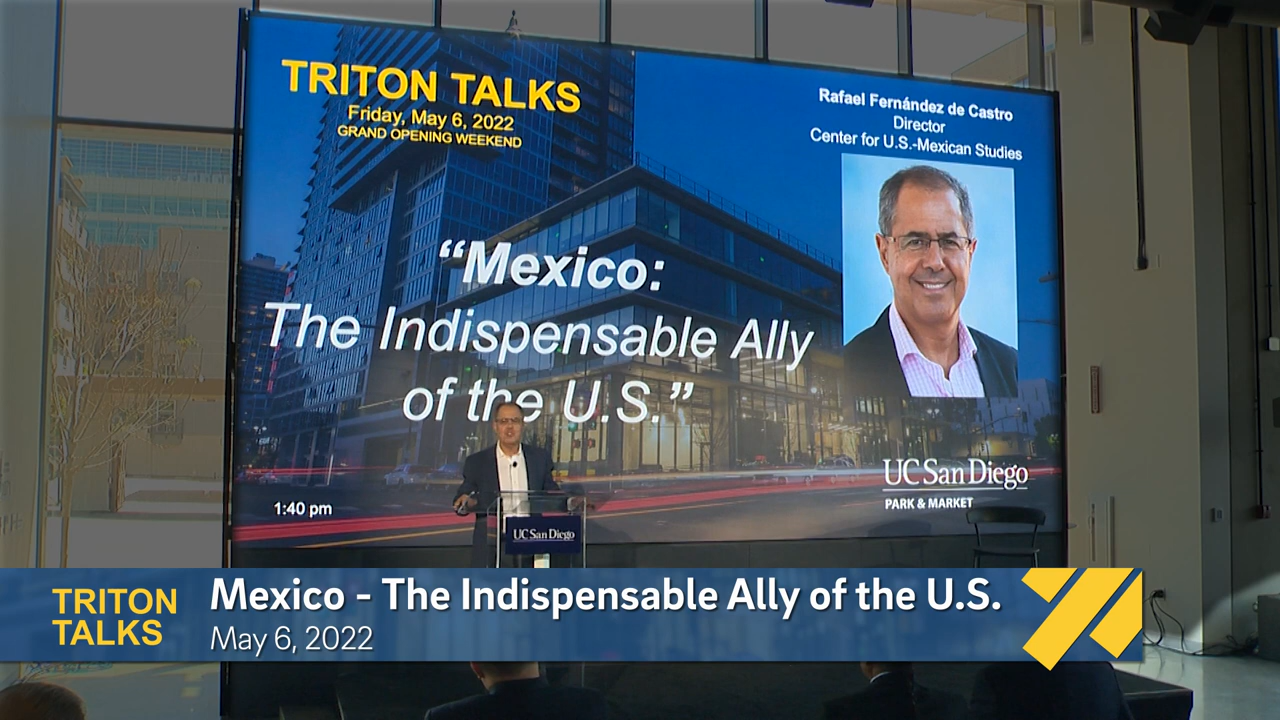 TRITON TALKS
Friday, May 6, 2022
GRAND OPENING WEEKEND
Rafael Fernández de Castro
Director
Center for U.S.-Mexican Studies
“Mexico:
The Indispensable Ally
of the U.S.”
UC San Diego
PARK & MARKET
1:40 pm
UC San Diego
TRITON
TALKS
Mexico - The Indispensable Ally of the U.S.
May 6, 2022